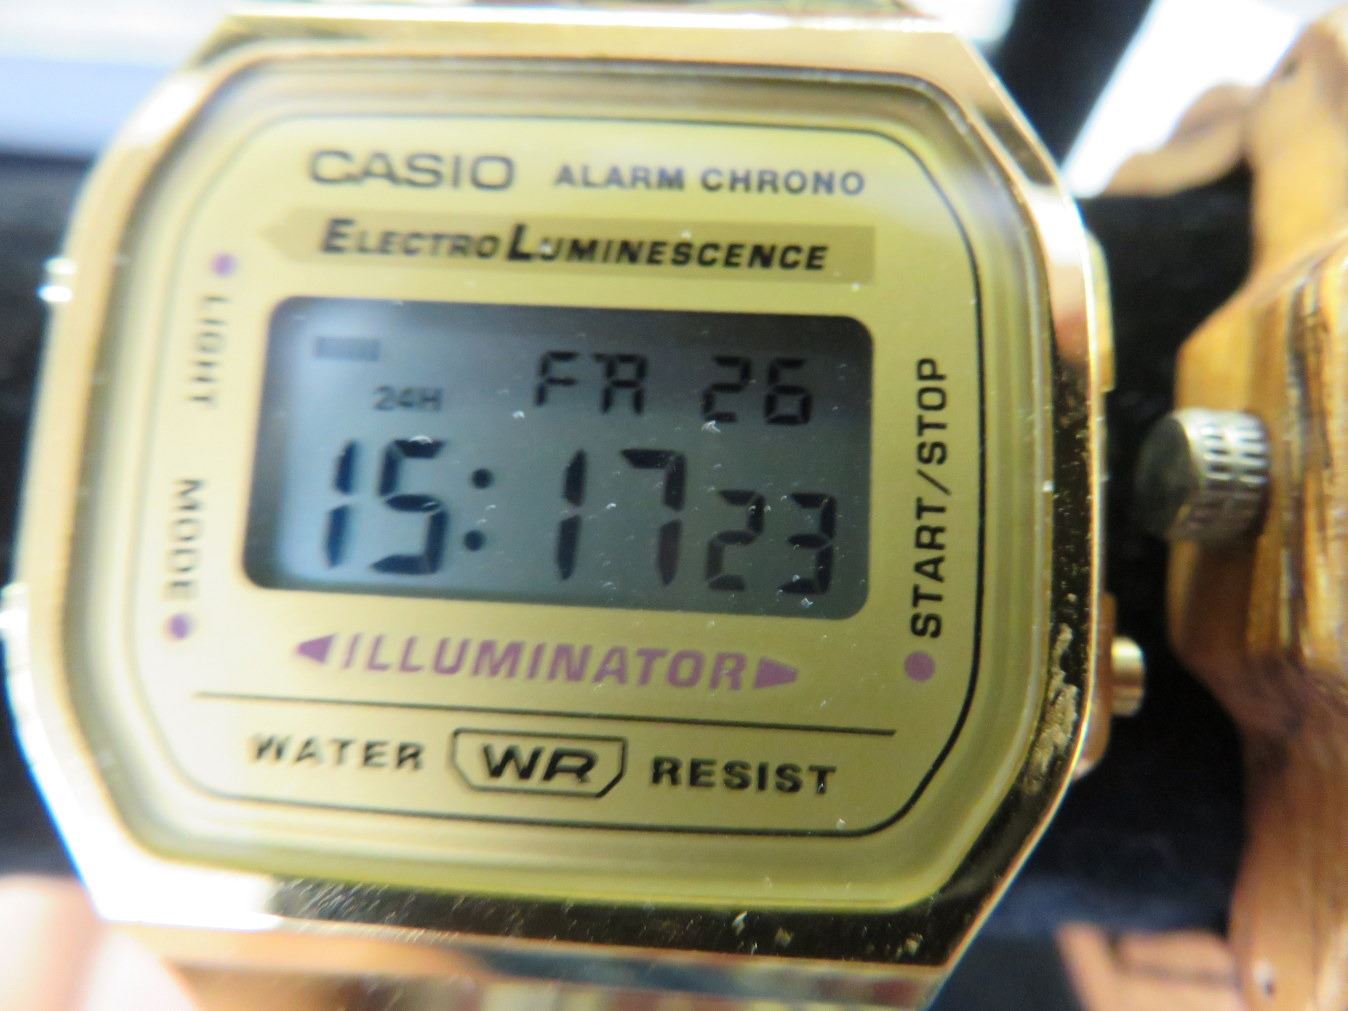 CASIO ALARM CHRONO
ELECTRO LUMINESCENCE
LIGHT
24H FR 26
15:17 23
MODE
START/STOP
ILLUMINATOR
WATER WR RESIST